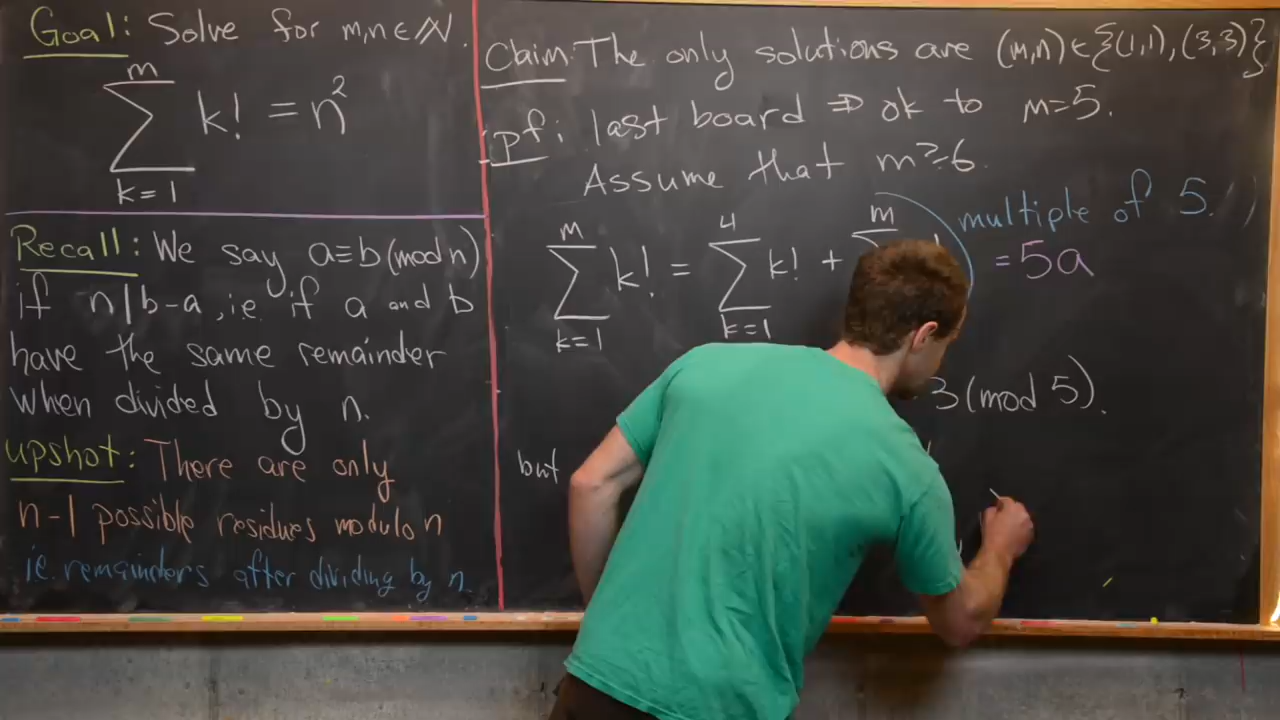 Goal: Solve for m,n∈ℕ.
m
∑ k! = n²
k=1
Recall: We say a≡b(mod n)
if n|b-a, i.e. if a and b
have the same remainder
when divided by n.
upshot: There are only
n-1 possible residues modulo n
i.e. remainders after dividing by n.
Claim: The only solutions are (m,n)∈{(1,1),(3,3)}
pf: last board ⇒ ok to m=5.
Assume that m≥6.
multiple of 5.
m 4 m
∑ k! = ∑ k! + ∑ = 5a
k=1 k=1
3(mod 5).
but